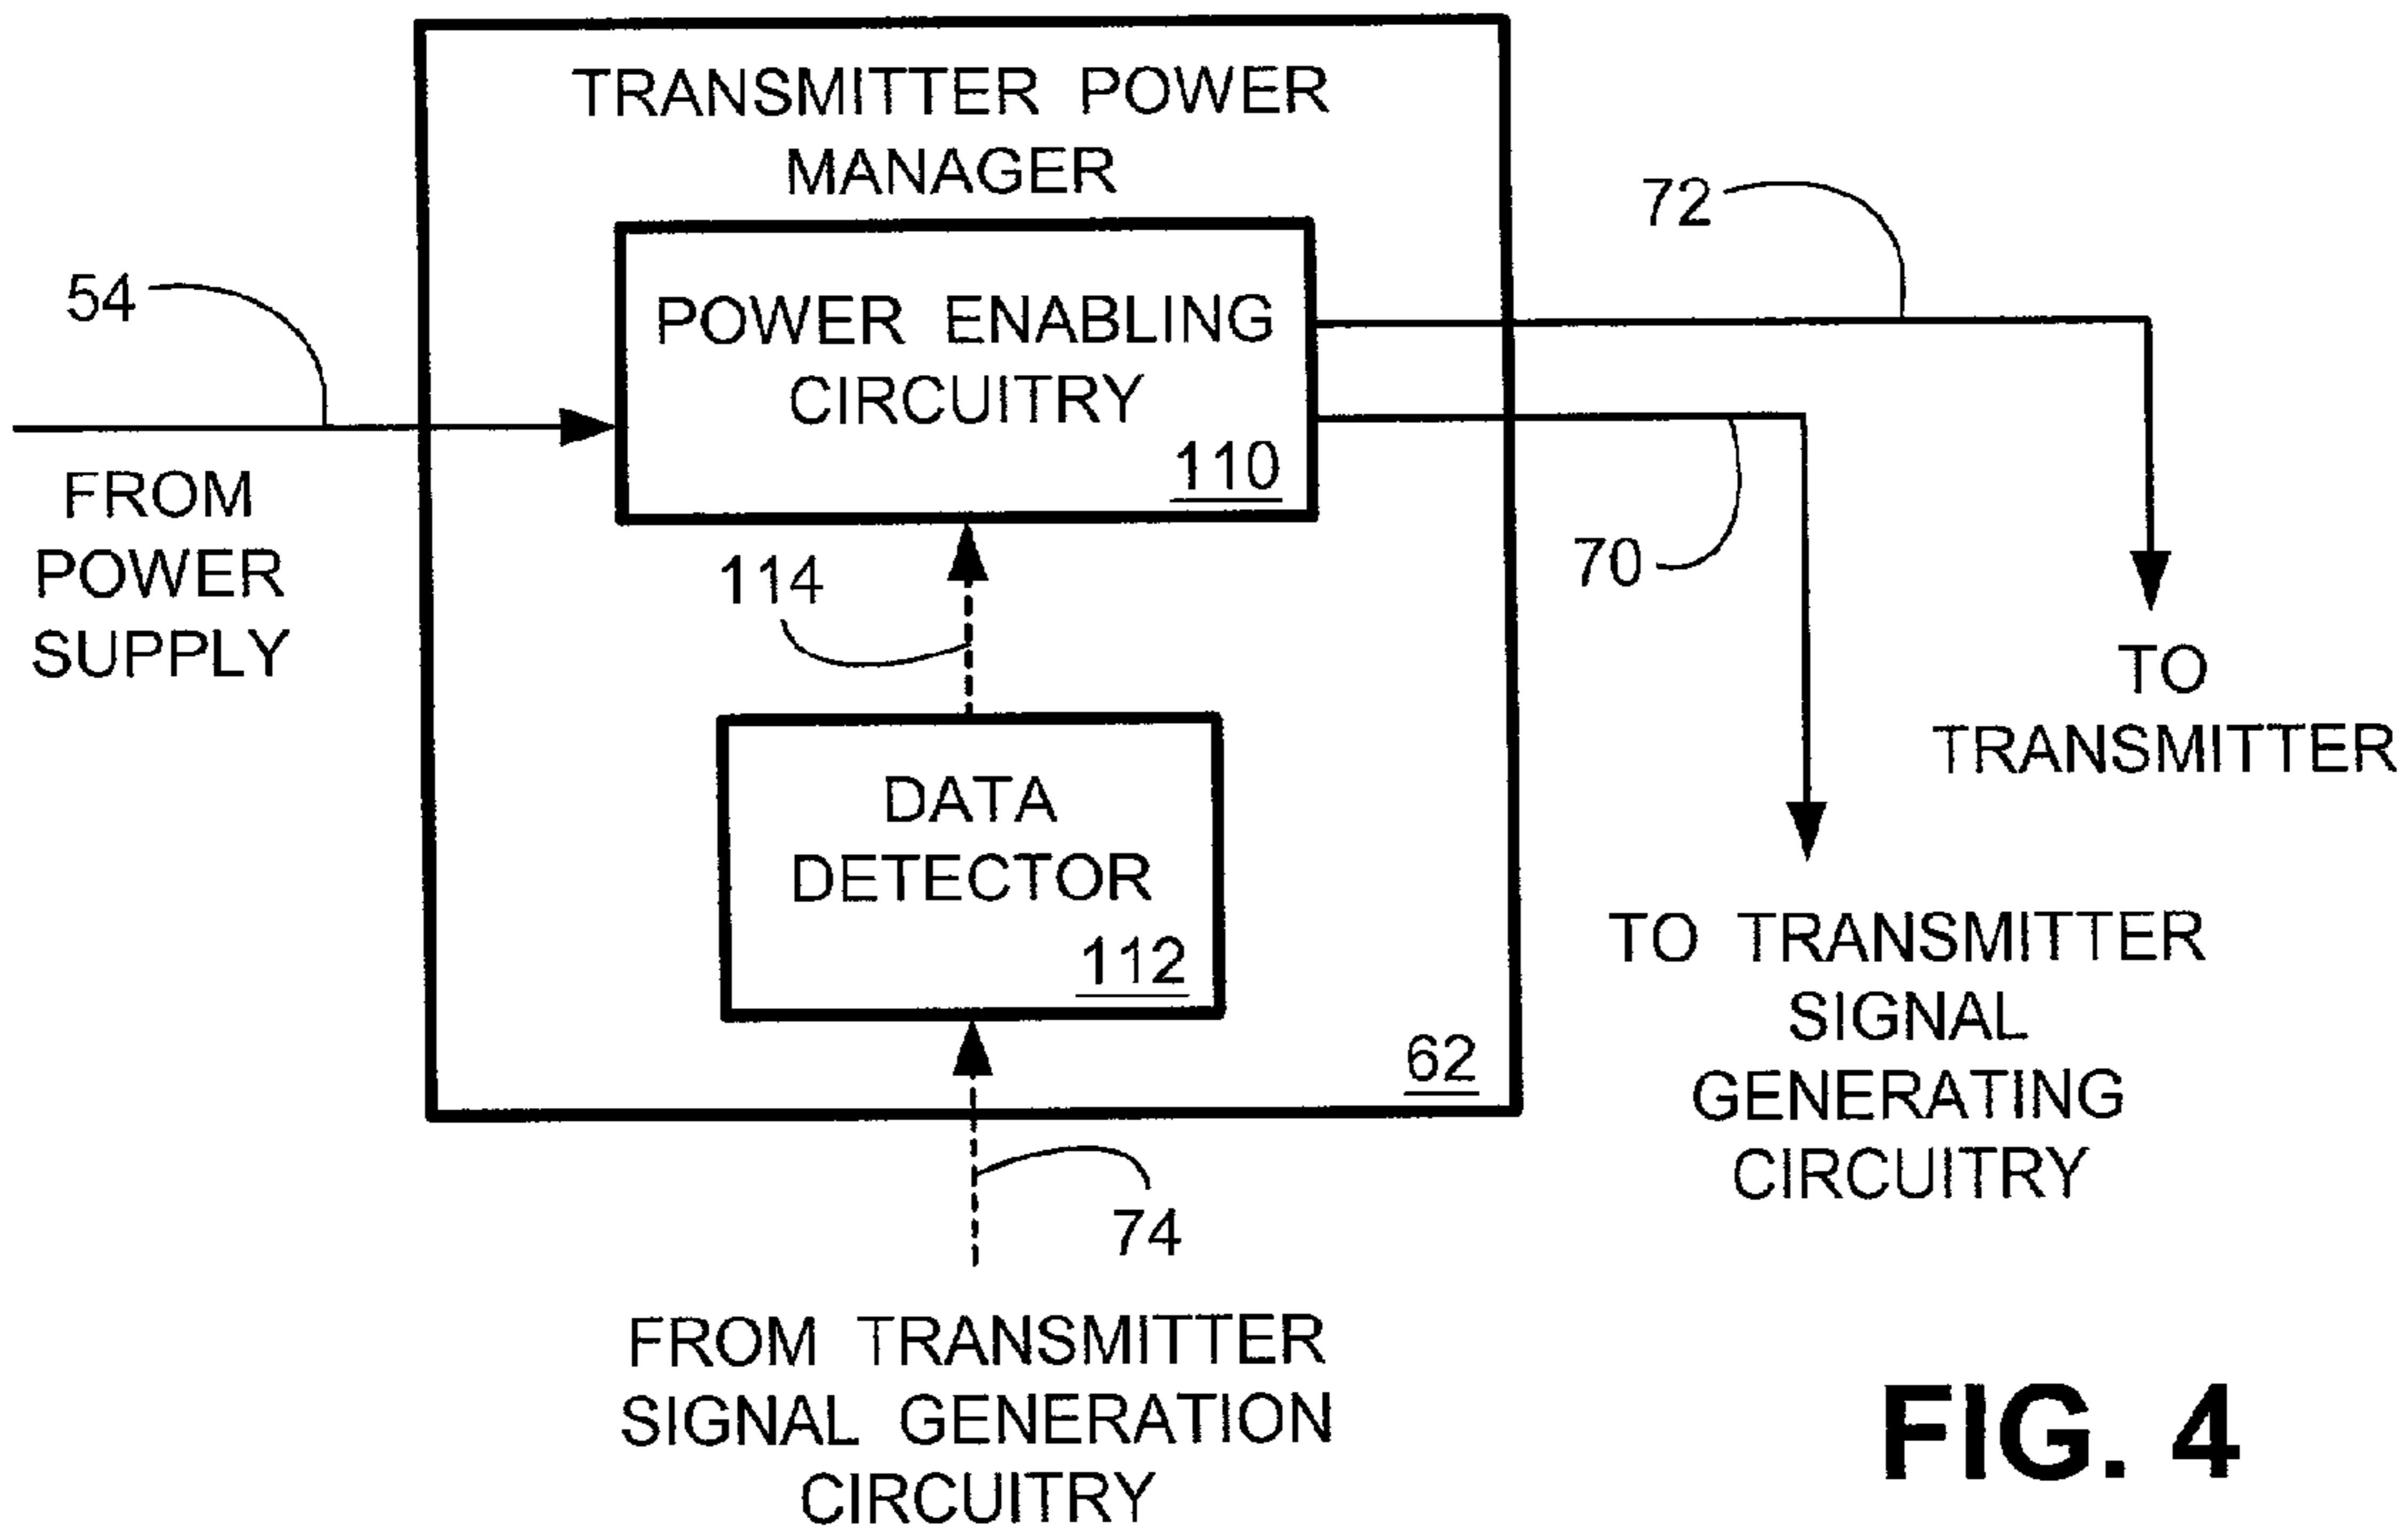 TRANSMITTER POWER
MANAGER
72
54
POWER ENABLING
CIRCUITRY
110
FROM
POWER
SUPPLY
114
70
TO
TRANSMITTER
DATA
DETECTOR
112
TO TRANSMITTER
SIGNAL
GENERATING
CIRCUITRY
62
74
FROM TRANSMITTER
SIGNAL GENERATION
CIRCUITRY
FIG. 4